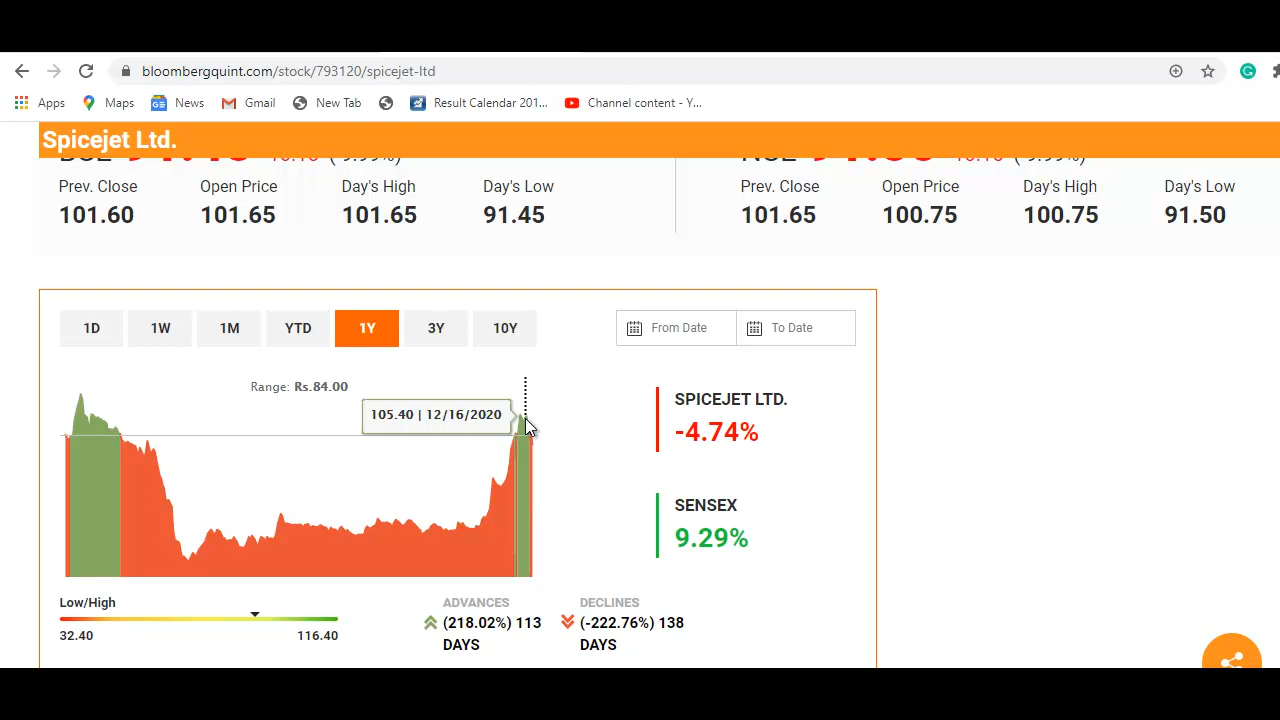 bloombergquint.com/stock/793120/spicejet-ltd
Apps Maps News Gmail New Tab Result Calendar 201... Channel content - Y...
Spicejet Ltd.
Prev. Close Open Price Day's High Day's Low
101.60 101.65 101.65 91.45
Prev. Close Open Price Day's High Day's Low
101.65 100.75 100.75 91.50
1D 1W 1M YTD 1Y 3Y 10Y
From Date To Date
Range: Rs.84.00
105.40 | 12/16/2020
SPICEJET LTD.
-4.74%
SENSEX
9.29%
Low/High
32.40 116.40
ADVANCES
(218.02%) 113
DAYS
DECLINES
(-222.76%) 138
DAYS